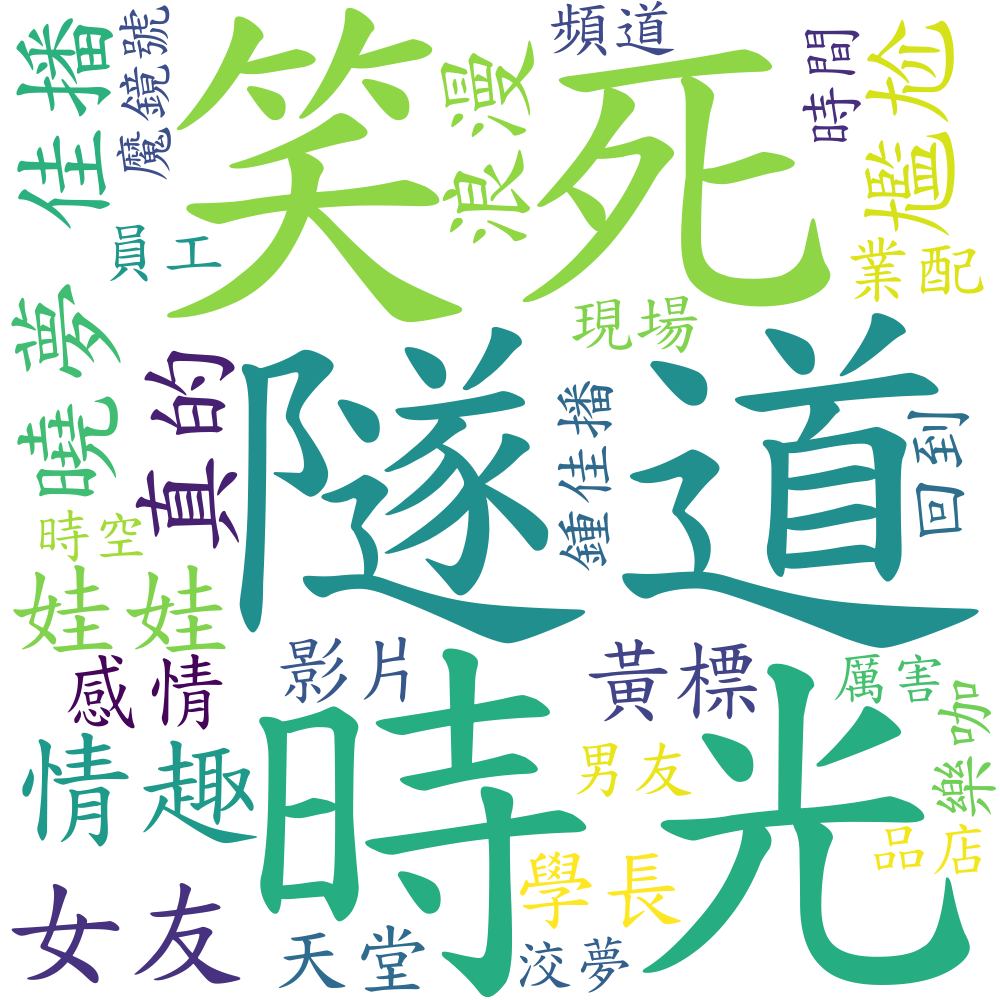 佳播
魔鏡號
笑死
浪漫
頻道
時間
尷尬
員工
業配
現場
曉夢
真的
隧道
鍾佳播
回到
時空
娃娃
感情
影片
黃標
厲害
時光
樂咖
情趣
男友
品店
學長
女友
天堂
洨夢